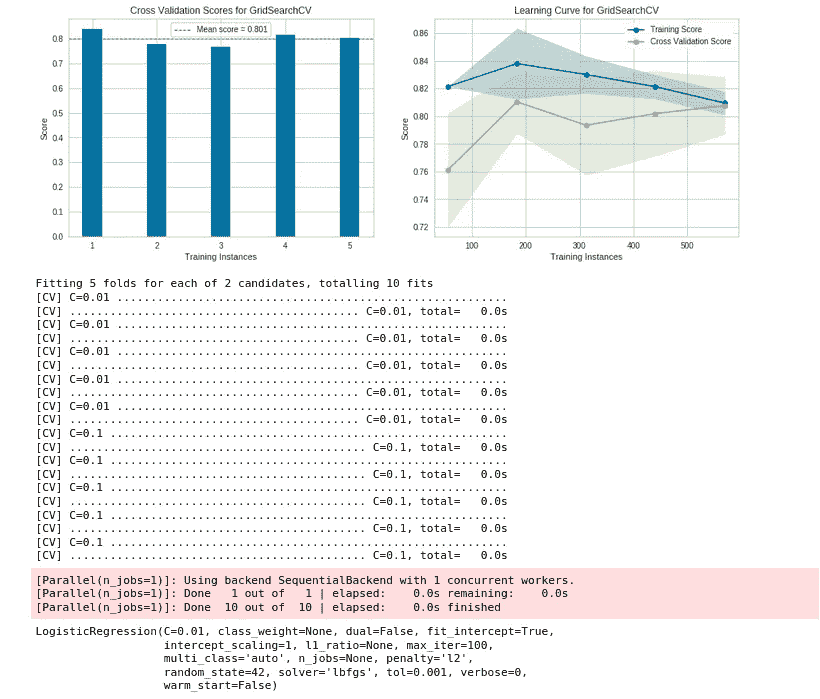 Cross Validation Scores for GridSearchCV
Mean score = 0.801
0.8
0.7
0.6
0.5
0.4
0.3
0.2
0.1
0.0
Score
1 2 3 4 5
Training Instances
Learning Curve for GridSearchCV
Training Score
Cross Validation Score
0.86
0.84
0.82
0.80
0.78
0.76
0.74
0.72
Score
100 200 300 400 500
Training Instances
Fitting 5 folds for each of 2 candidates, totalling 10 fits
[CV] C=0.01 ..........................................................
[CV] ........................................... C=0.01, total=   0.0s
[CV] C=0.01 ..........................................................
[CV] ........................................... C=0.01, total=   0.0s
[CV] C=0.01 ..........................................................
[CV] ........................................... C=0.01, total=   0.0s
[CV] C=0.01 ..........................................................
[CV] ........................................... C=0.01, total=   0.0s
[CV] C=0.01 ..........................................................
[CV] ........................................... C=0.01, total=   0.0s
[CV] C=0.1 ...........................................................
[CV] ............................................ C=0.1, total=   0.0s
[CV] C=0.1 ...........................................................
[CV] ............................................ C=0.1, total=   0.0s
[CV] C=0.1 ...........................................................
[CV] ............................................ C=0.1, total=   0.0s
[CV] C=0.1 ...........................................................
[CV] ............................................ C=0.1, total=   0.0s
[CV] C=0.1 ...........................................................
[CV] ............................................ C=0.1, total=   0.0s
[Parallel(n_jobs=1)]: Using backend SequentialBackend with 1 concurrent workers.
[Parallel(n_jobs=1)]: Done   1 out of   1 | elapsed:    0.0s remaining:    0.0s
[Parallel(n_jobs=1)]: Done  10 out of  10 | elapsed:    0.0s finished
LogisticRegression(C=0.01, class_weight=None, dual=False, fit_intercept=True,
intercept_scaling=1, l1_ratio=None, max_iter=100,
multi_class='auto', n_jobs=None, penalty='l2',
random_state=42, solver='lbfgs', tol=0.001, verbose=0,
warm_start=False)